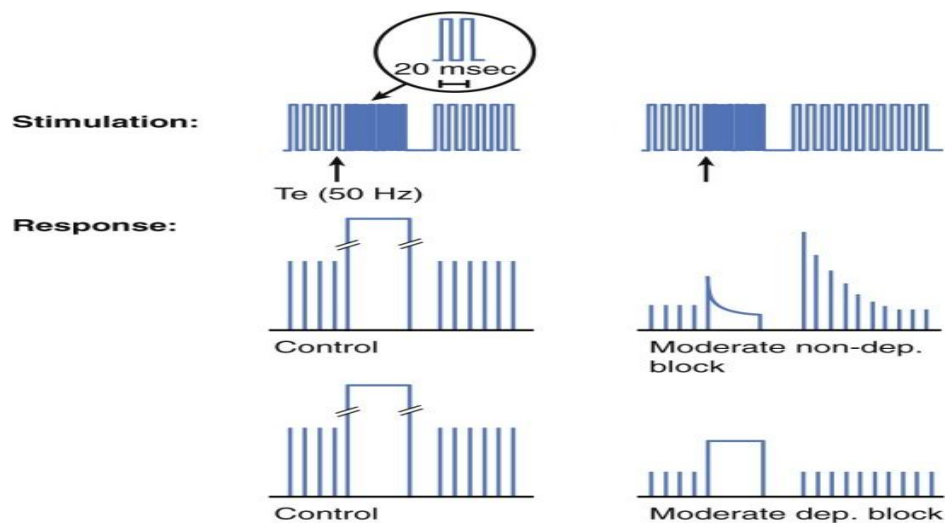 20 msec
Stimulation:
Te (50 Hz)
Response:
Control
Moderate non-dep.
block
Control
Moderate dep. block